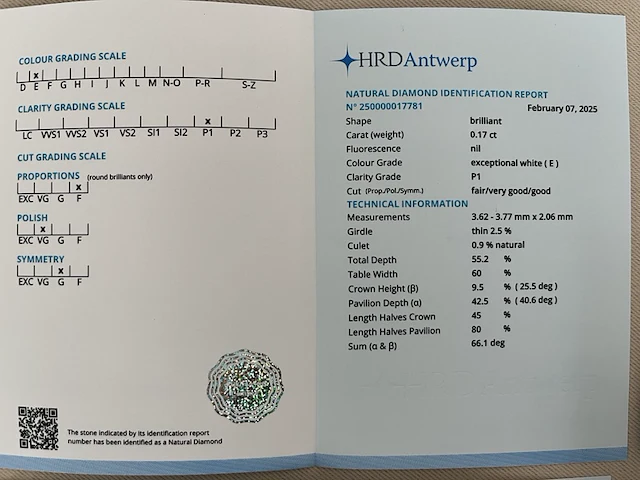 COLOUR GRADING SCALE
x
D E F G H I J K L M N-O P-R S-Z
CLARITY GRADING SCALE
x
LC VVS1 VVS2 VS1 VS2 SI1 SI2 P1 P2 P3
CUT GRADING SCALE
PROPORTIONS (round brilliants only)
x
EXC VG G F
POLISH
x
EXC VG G F
SYMMETRY
x
EXC VG G F
The stone indicated by its identification report
number has been identified as a Natural Diamond
HRDAntwerp
NATURAL DIAMOND IDENTIFICATION REPORT
N° 250000017781 February 07, 2025
Shape brilliant
Carat (weight) 0.17 ct
Fluorescence nil
Colour Grade exceptional white ( E )
Clarity Grade P1
Cut (Prop./Pol./Symm.) fair/very good/good
TECHNICAL INFORMATION
Measurements 3.62 - 3.77 mm x 2.06 mm
Girdle thin 2.5 %
Culet 0.9 % natural
Total Depth 55.2 %
Table Width 60 %
Crown Height (β) 9.5 % ( 25.5 deg )
Pavilion Depth (α) 42.5 % ( 40.6 deg )
Length Halves Crown 45 %
Length Halves Pavilion 80 %
Sum (α & β) 66.1 deg